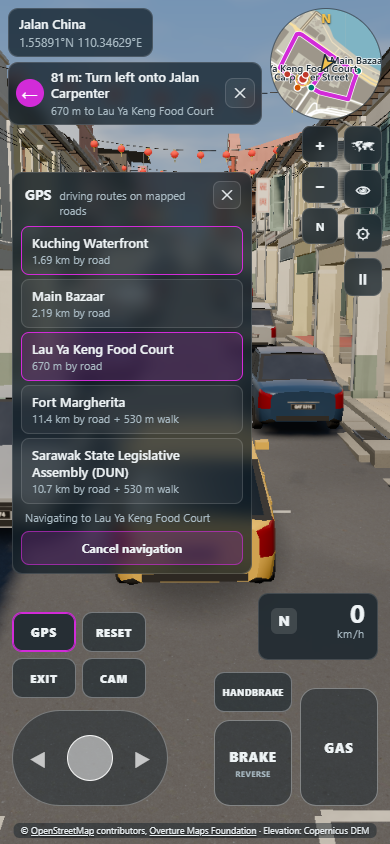 Jalan China
1.55891°N 110.34629°E
N
Main Bazaa
a Keng Food Court
81 m: Turn left onto Jalan
Carpenter
670 m to Lau Ya Keng Food Court
+
−
N
GPS driving routes on mapped
roads
Kuching Waterfront
1.69 km by road
Main Bazaar
2.19 km by road
Lau Ya Keng Food Court
670 m by road
Fort Margherita
11.4 km by road + 530 m walk
Sarawak State Legislative
Assembly (DUN)
10.7 km by road + 530 m walk
Navigating to Lau Ya Keng Food Court
Cancel navigation
GPS
RESET
N
0
km/h
EXIT
CAM
HANDBRAKE
BRAKE
REVERSE
GAS
© OpenStreetMap contributors, Overture Maps Foundation · Elevation: Copernicus DEM